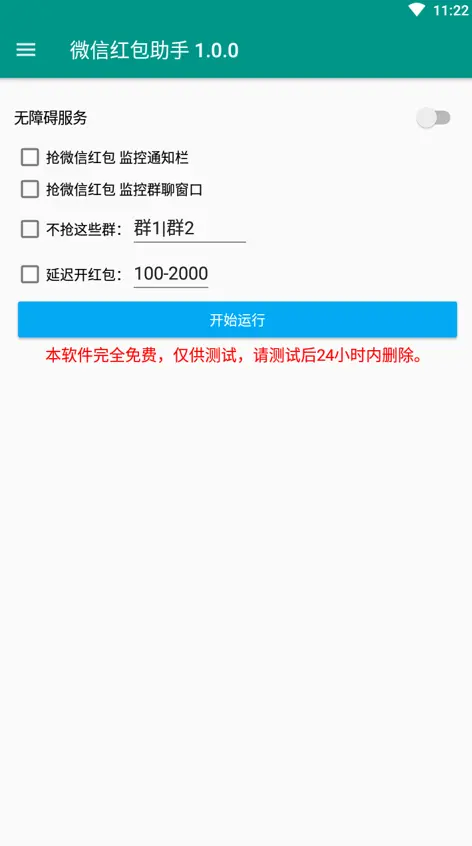 11:22
微信红包助手 1.0.0
无障碍服务
抢微信红包 监控通知栏
抢微信红包 监控群聊窗口
不抢这些群： 群1|群2
延迟开红包： 100-2000
开始运行
本软件完全免费，仅供测试，请测试后24小时内删除。